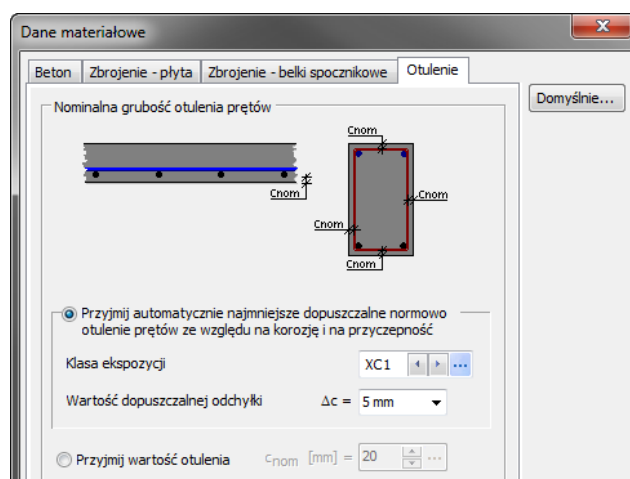 Dane materiałowe
Beton Zbrojenie - płyta Zbrojenie - belki spocznikowe Otulenie
Domyślnie...
Nominalna grubość otulenia prętów
Cnom
Cnom
Cnom
Cnom
Cnom
Przyjmij automatycznie najmniejsze dopuszczalne normowo
otulenie prętów ze względu na korozję i na przyczepność
Klasa ekspozycji XC1 ...
Wartość dopuszczalnej odchyłki Δc = 5 mm
Przyjmij wartość otulenia cnom [mm] = 20 ...